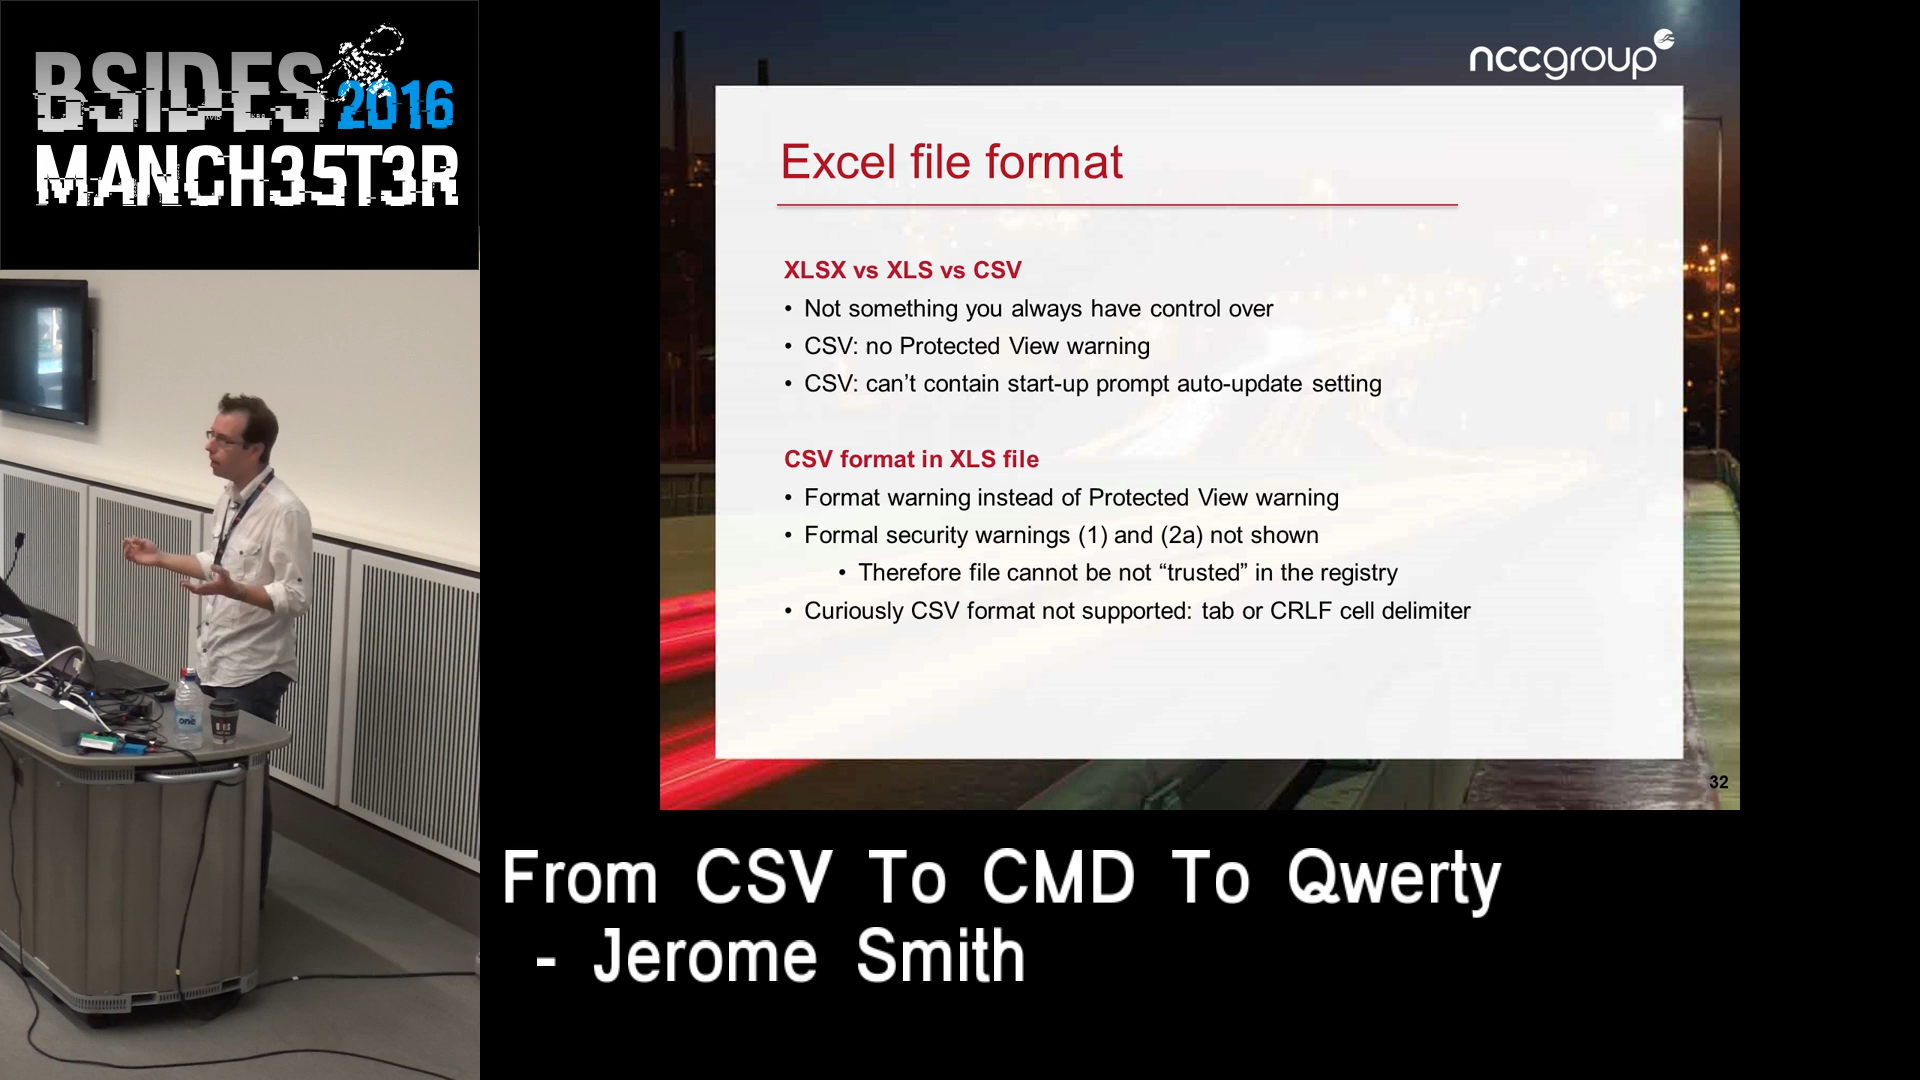 BSIDES 2016
MANCH35T3R
nccgroup
Excel file format
XLSX vs XLS vs CSV
• Not something you always have control over
• CSV: no Protected View warning
• CSV: can’t contain start-up prompt auto-update setting
CSV format in XLS file
• Format warning instead of Protected View warning
• Formal security warnings (1) and (2a) not shown
• Therefore file cannot be not “trusted” in the registry
• Curiously CSV format not supported: tab or CRLF cell delimiter
32
one
From CSV To CMD To Qwerty
- Jerome Smith